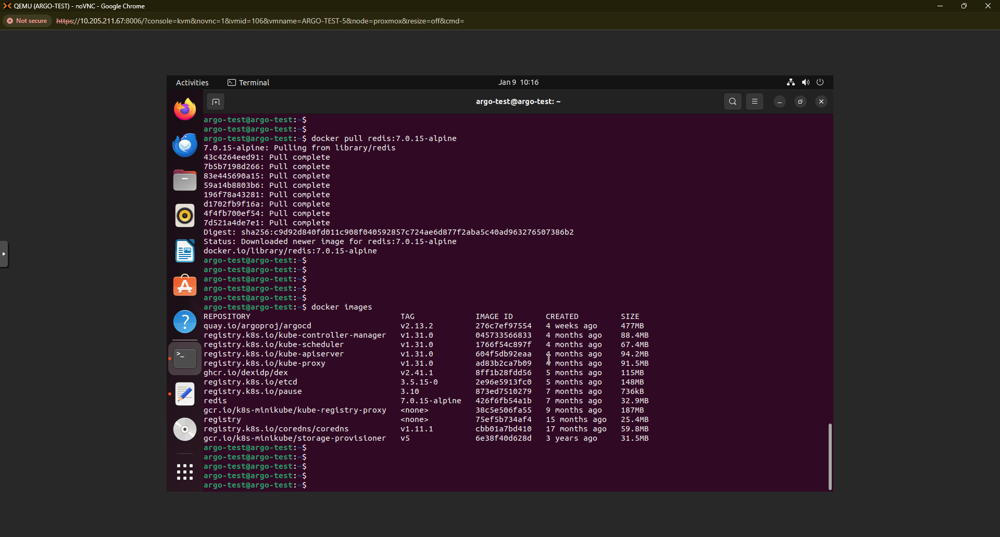 QEMU (ARGO-TEST) - noVNC - Google Chrome
Not secure https://10.205.211.67:8006/?console=kvm&novnc=1&vmid=106&vmname=ARGO-TEST-5&node=proxmox&resize=off&cmd=
Activities Terminal Jan 9 10:16
argo-test@argo-test: ~
argo-test@argo-test:~$
argo-test@argo-test:~$
argo-test@argo-test:~$ docker pull redis:7.0.15-alpine
7.0.15-alpine: Pulling from library/redis
43c4264eed91: Pull complete
7b5b7198d266: Pull complete
83e445690a15: Pull complete
59a14b8803b6: Pull complete
196f78a43281: Pull complete
d1702fb9f16a: Pull complete
4f4fb700ef54: Pull complete
7d521a4de7e1: Pull complete
Digest: sha256:c9d92d840fd011c908f040592857c724ae6d877f2aba5c40ad963276507386b2
Status: Downloaded newer image for redis:7.0.15-alpine
docker.io/library/redis:7.0.15-alpine
argo-test@argo-test:~$
argo-test@argo-test:~$
argo-test@argo-test:~$
argo-test@argo-test:~$
argo-test@argo-test:~$
argo-test@argo-test:~$ docker images
REPOSITORY TAG IMAGE ID CREATED SIZE
quay.io/argoproj/argocd v2.13.2 276c7ef97554 4 weeks ago 477MB
registry.k8s.io/kube-controller-manager v1.31.0 045733566833 4 months ago 88.4MB
registry.k8s.io/kube-scheduler v1.31.0 1766f54c897f 4 months ago 67.4MB
registry.k8s.io/kube-apiserver v1.31.0 604f5db92eaa 4 months ago 94.2MB
registry.k8s.io/kube-proxy v1.31.0 ad83b2ca7b09 4 months ago 91.5MB
ghcr.io/dexidp/dex v2.41.1 8ff1b28fdd56 5 months ago 115MB
registry.k8s.io/etcd 3.5.15-0 2e96e5913fc0 5 months ago 148MB
registry.k8s.io/pause 3.10 873ed7510279 7 months ago 736kB
redis 7.0.15-alpine 426f6fb54a1b 7 months ago 32.9MB
gcr.io/k8s-minikube/kube-registry-proxy <none> 38c5e506fa55 9 months ago 187MB
registry <none> 75ef5b734af4 15 months ago 25.4MB
registry.k8s.io/coredns/coredns v1.11.1 cbb01a7bd410 17 months ago 59.8MB
gcr.io/k8s-minikube/storage-provisioner v5 6e38f40d628d 3 years ago 31.5MB
argo-test@argo-test:~$
argo-test@argo-test:~$
argo-test@argo-test:~$
argo-test@argo-test:~$
argo-test@argo-test:~$